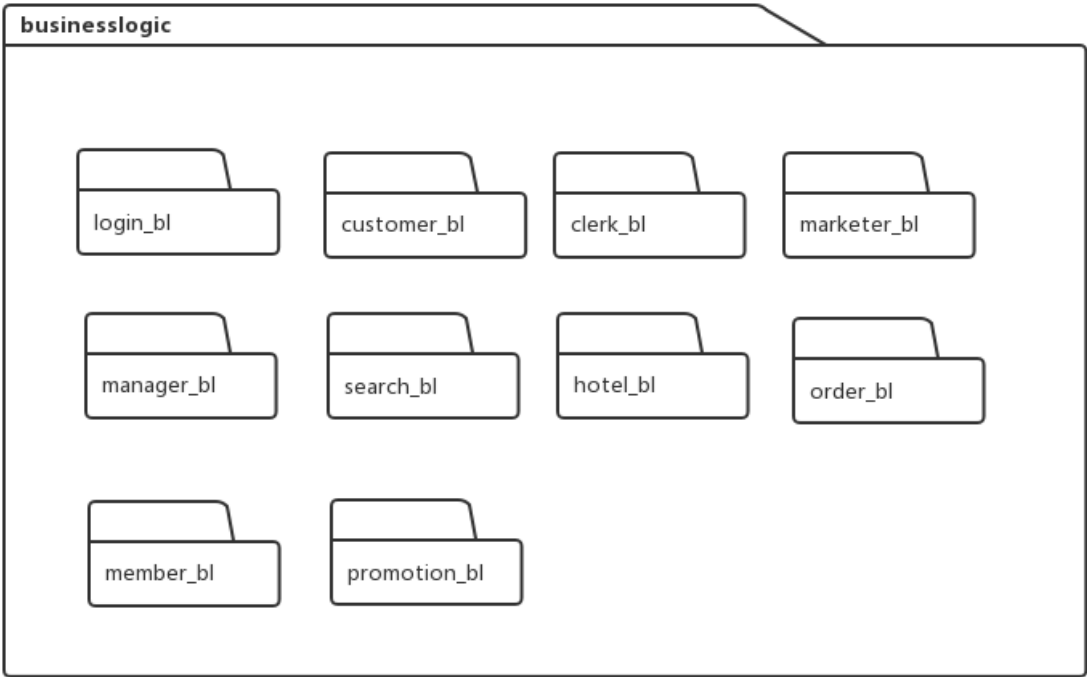 businesslogic
login_bl
customer_bl
clerk_bl
marketer_bl
manager_bl
search_bl
hotel_bl
order_bl
member_bl
promotion_bl